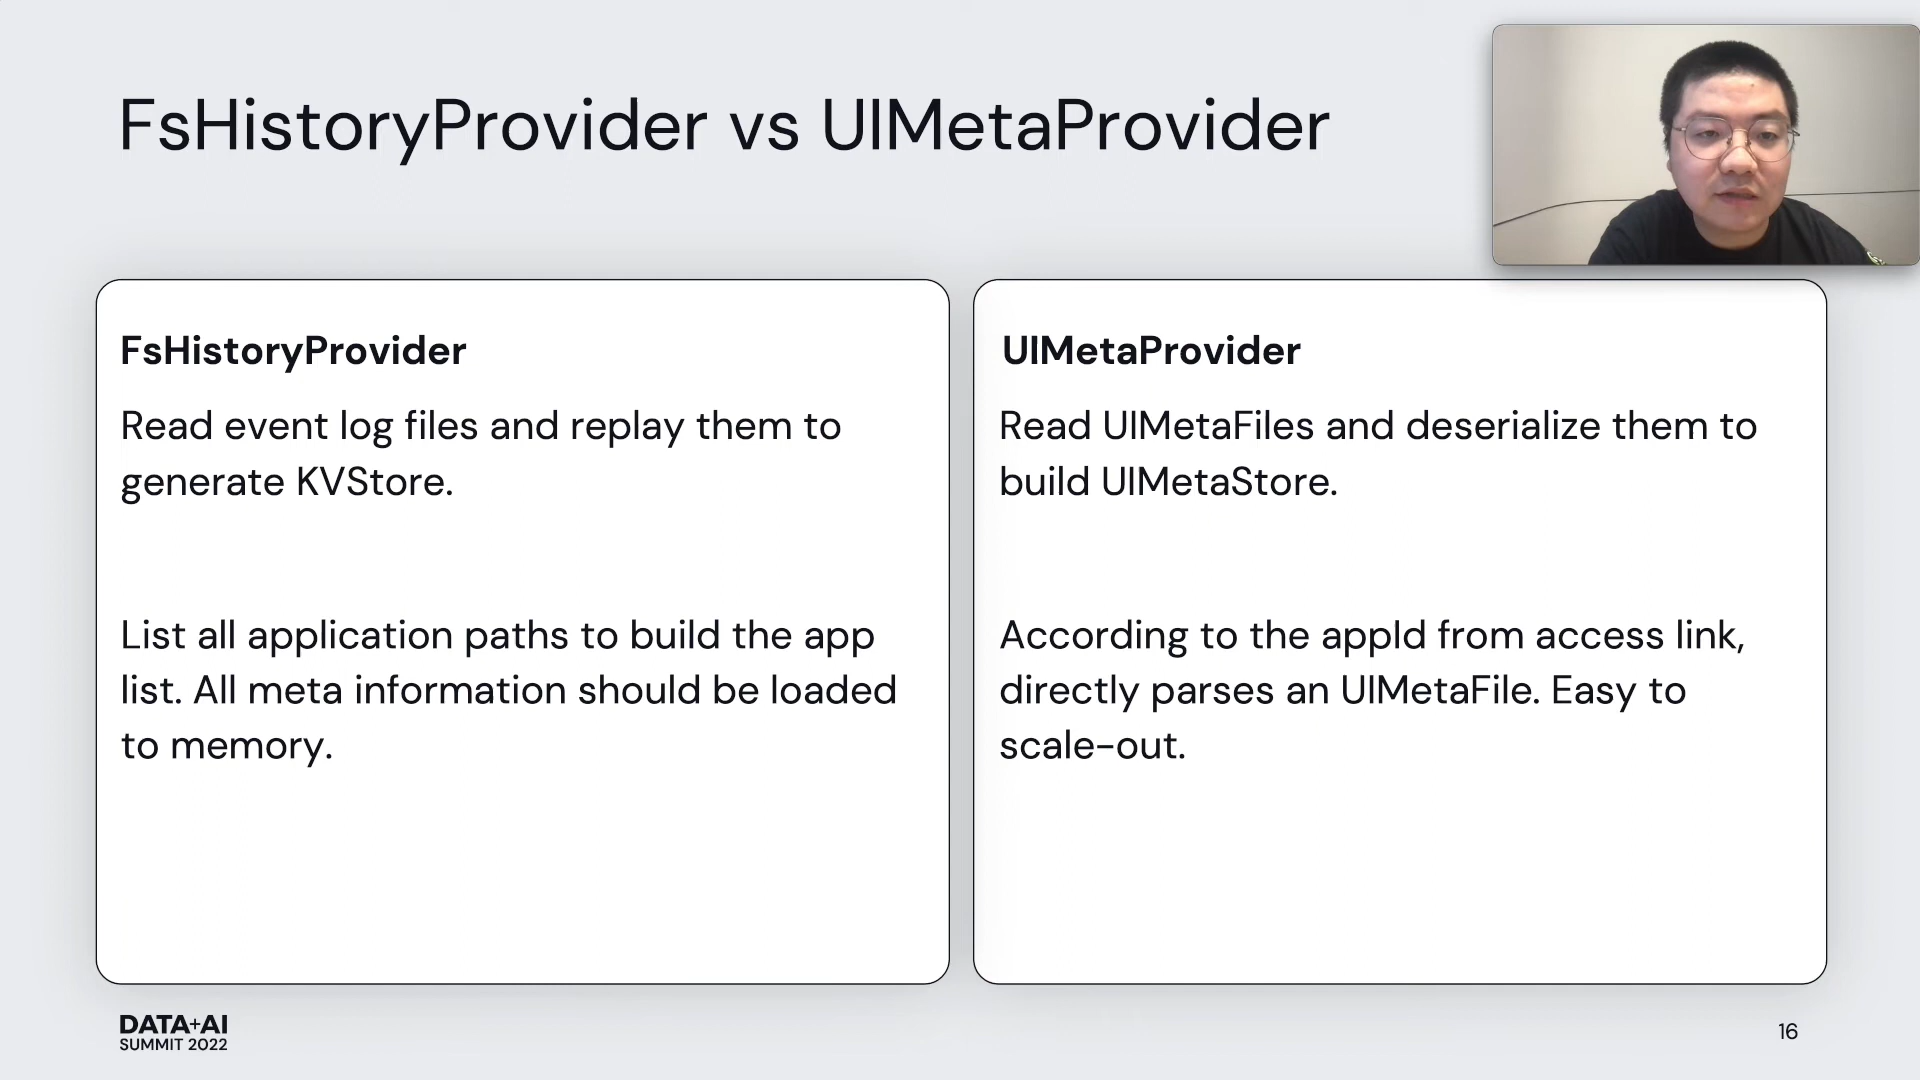 FsHistoryProvider vs UIMetaProvider
FsHistoryProvider
Read event log files and replay them to
generate KVStore.
List all application paths to build the app
list. All meta information should be loaded
to memory.
UIMetaProvider
Read UIMetaFiles and deserialize them to
build UIMetaStore.
According to the appId from access link,
directly parses an UIMetaFile. Easy to
scale-out.
DATA+AI
SUMMIT 2022
16